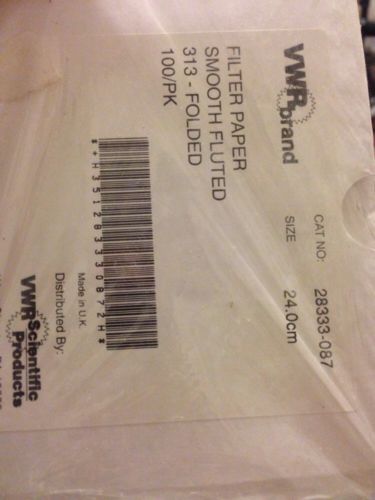 VWR brand
CAT NO: 28333-087
SIZE 24.0cm
FILTER PAPER
SMOOTH FLUTED
313 - FOLDED
100/PK
*+H351283330872H*
Made in U.K.
Distributed By:
VWR Scientific
Products